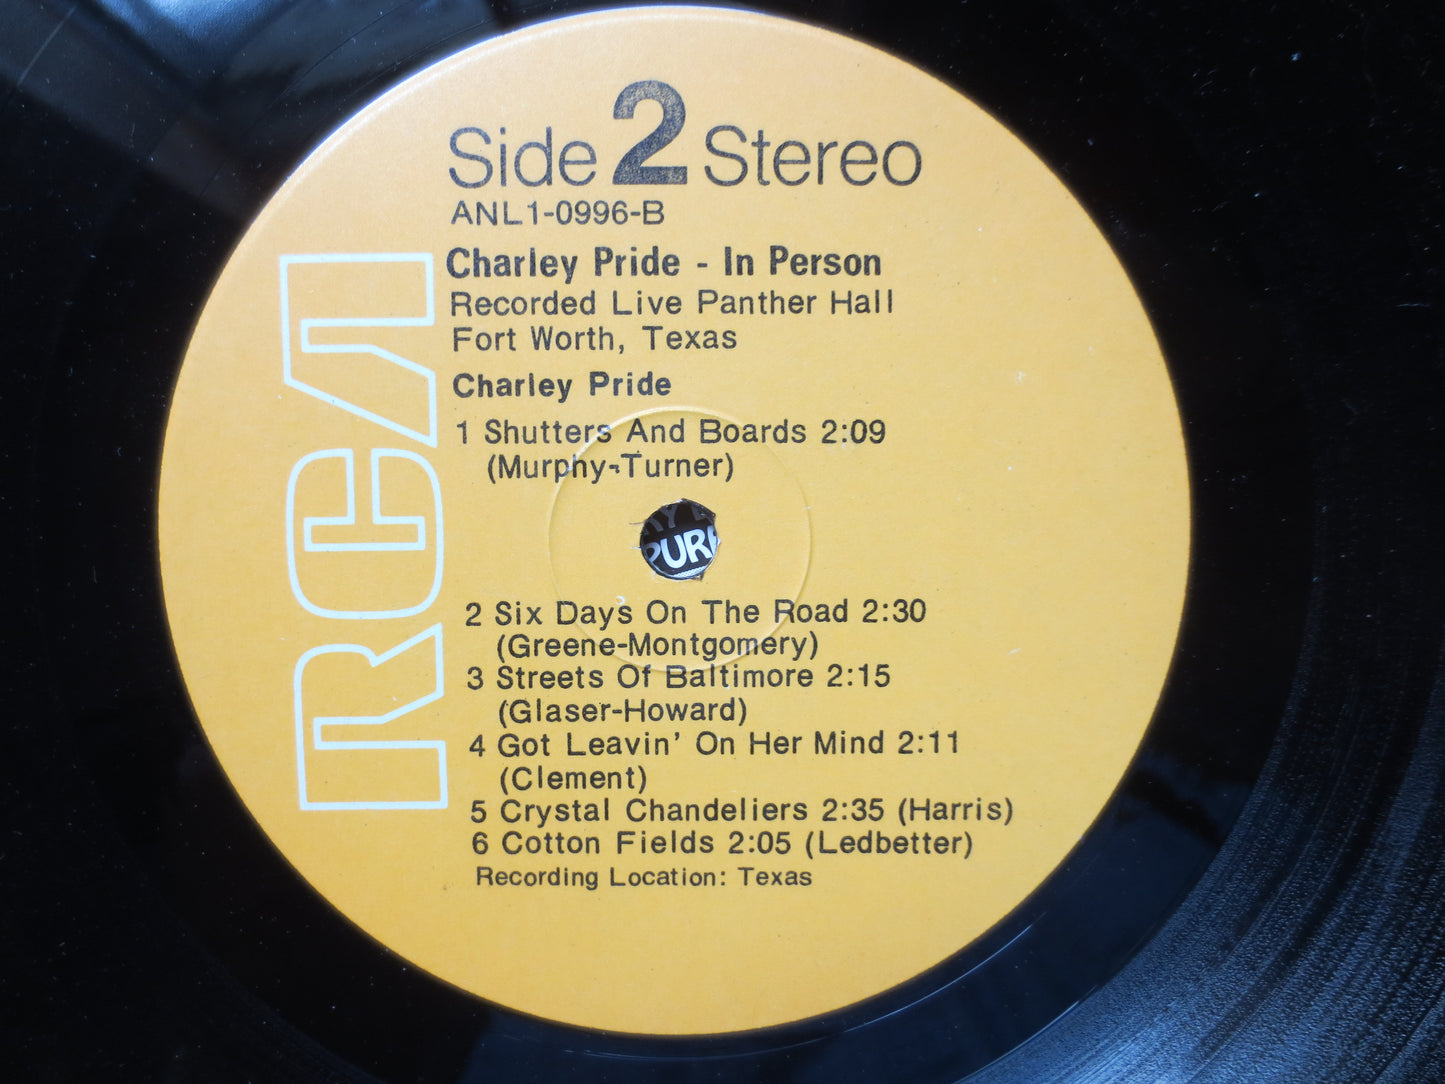 Side 2 Stereo
ANL1-0996-B
Charley Pride - In Person
Recorded Live Panther Hall
Fort Worth, Texas
Charley Pride
1 Shutters And Boards 2:09
(Murphy-Turner)
PUR
2 Six Days On The Road 2:30
(Greene-Montgomery)
3 Streets Of Baltimore 2:15
(Glaser-Howard)
4 Got Leavin' On Her Mind 2:11
(Clement)
5 Crystal Chandeliers 2:35 (Harris)
6 Cotton Fields 2:05 (Ledbetter)
Recording Location: Texas
RCA